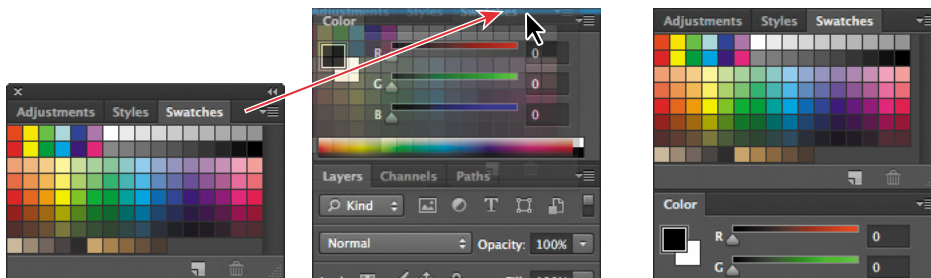 Adjustments Styles Swatches
Adjustments Styles Swatches
Color
R 0
G 0
B 0
Layers Channels Paths
Kind
T
Normal Opacity: 100%
Adjustments Styles Swatches
Color
R 0
G 0